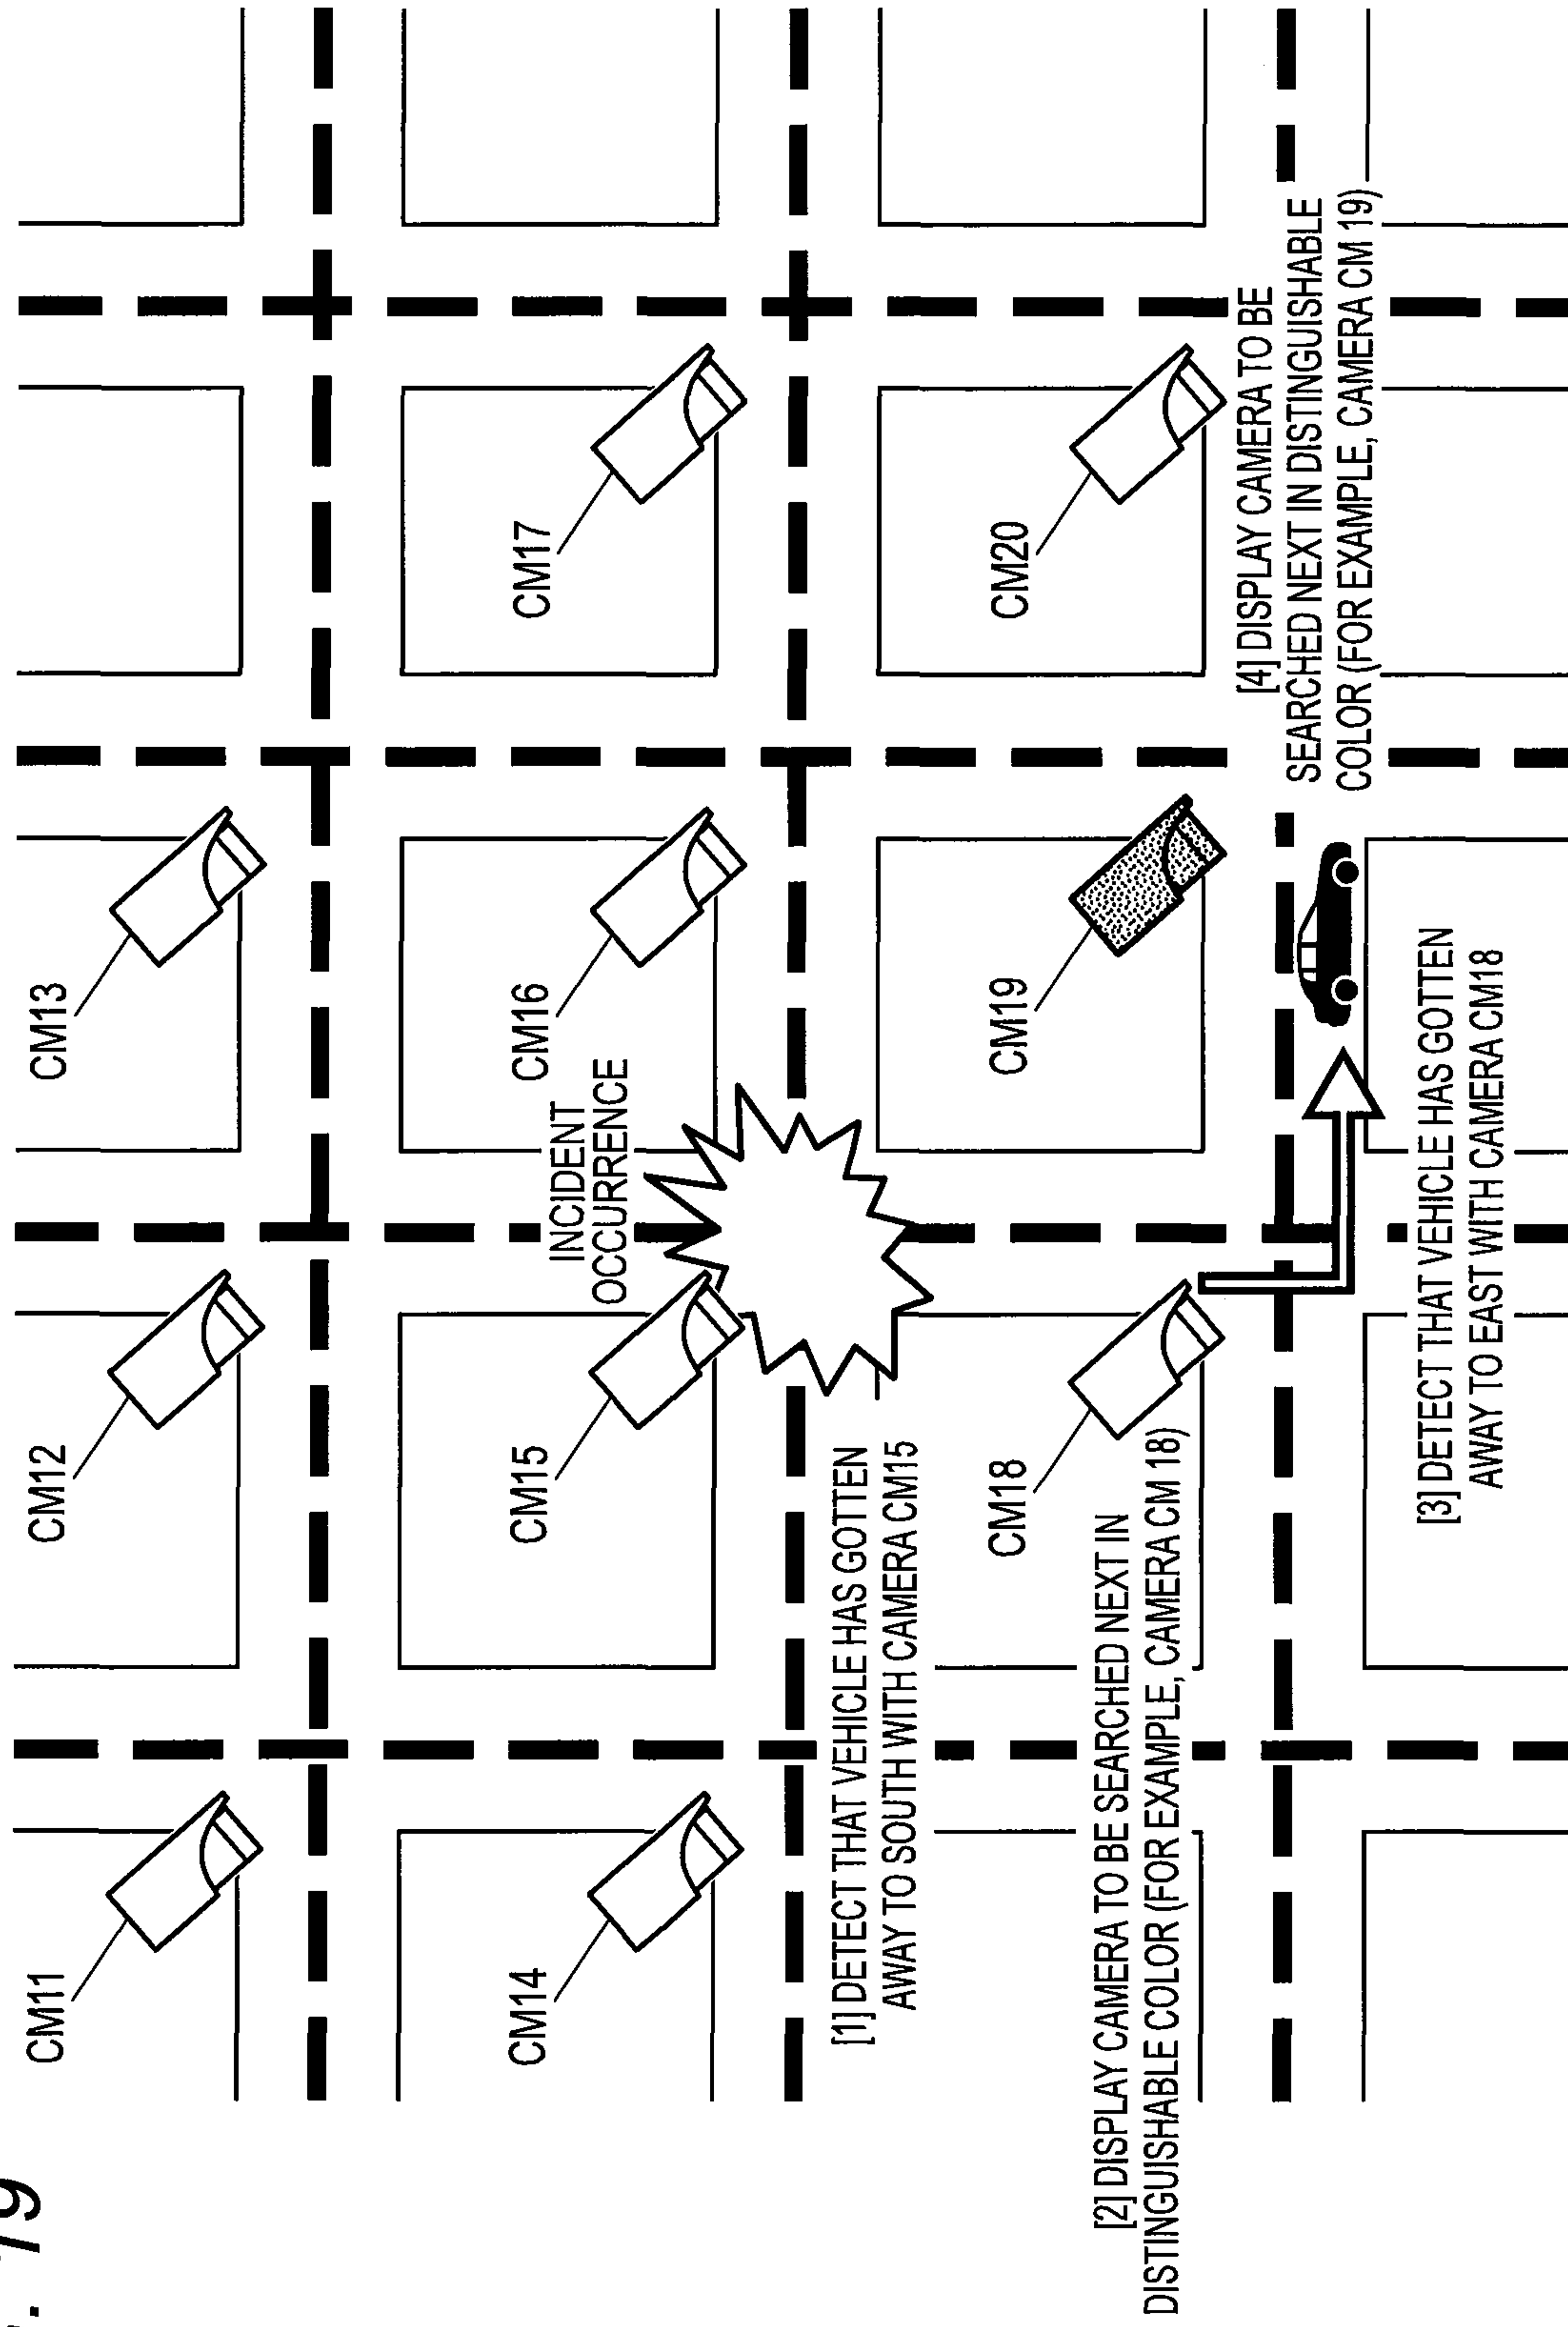 19
CM11
CM12
CM13
CM14
CM15
CM16
CM17
INCIDENT
OCCURRENCE
[1] DETECT THAT VEHICLE HAS GOTTEN
AWAY TO SOUTH WITH CAMERA CM15
CM18
CM19
CM20
[2] DISPLAY CAMERA TO BE SEARCHED NEXT IN
DISTINGUISHABLE COLOR (FOR EXAMPLE, CAMERA CM 18)
[4] DISPLAY CAMERA TO BE
SEARCHED NEXT IN DISTINGUISHABLE
COLOR (FOR EXAMPLE, CAMERA CM 19)
[3] DETECT THAT VEHICLE HAS GOTTEN
AWAY TO EAST WITH CAMERA CM18